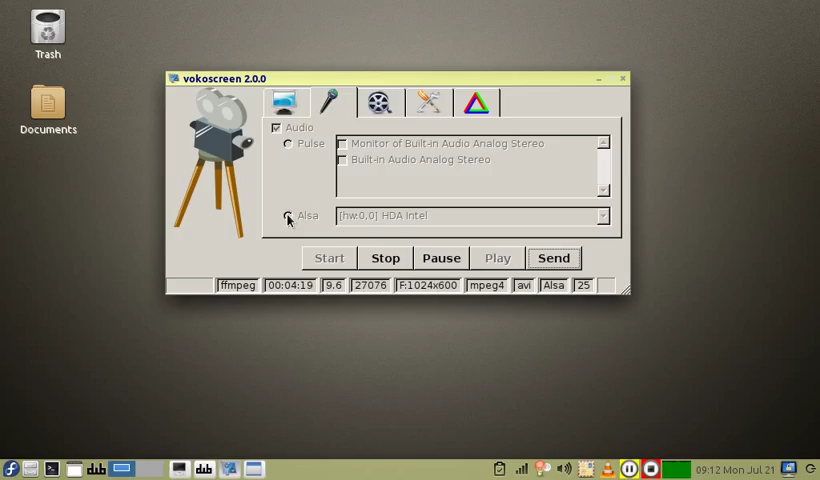 Trash
Documents
vokoscreen 2.0.0
Audio
Pulse
Monitor of Built-in Audio Analog Stereo
Built-in Audio Analog Stereo
Alsa
[hw:0,0] HDA Intel
Start Stop Pause Play Send
ffmpeg 00:04:19 9.6 27076 F:1024x600 mpeg4 avi Alsa 25
09:12 Mon Jul 21